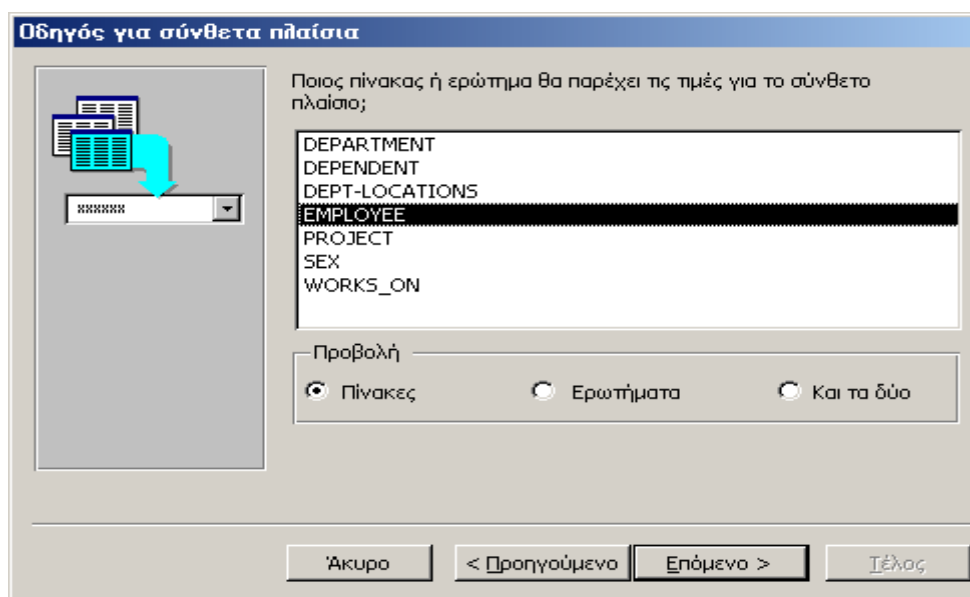 Οδηγός για σύνθετα πλαίσια
Ποιος πίνακας ή ερώτημα θα παρέχει τις τιμές για το σύνθετο
πλαίσιο;
xxxxxx
DEPARTMENT
DEPENDENT
DEPT-LOCATIONS
EMPLOYEE
PROJECT
SEX
WORKS_ON
Προβολή
Πίνακες Ερωτήματα Και τα δύο
Άκυρο < Προηγούμενο Επόμενο > Τέλος